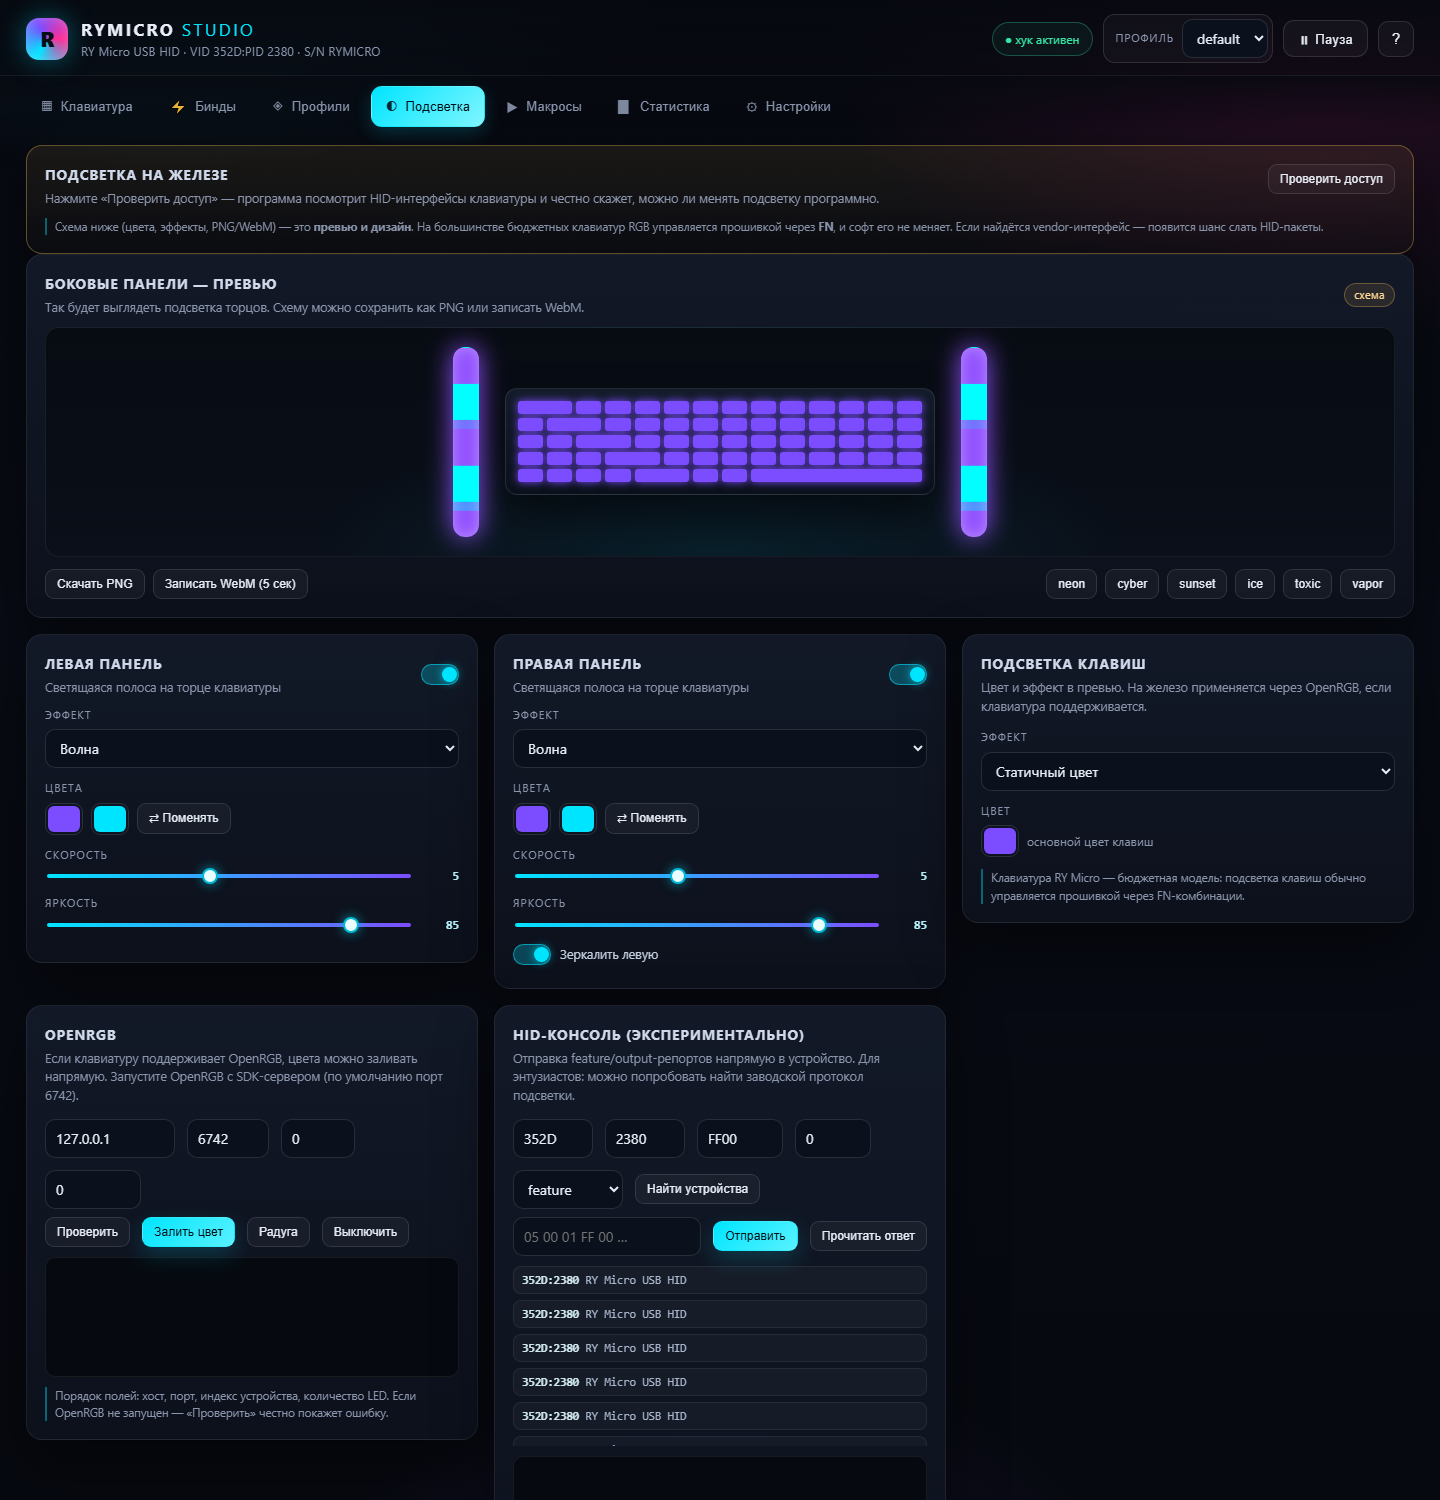 R
RYMICRO STUDIO
RY Micro USB HID · VID 352D:PID 2380 · S/N RYMICRO
● хук активен
ПРОФИЛЬ
default
⏸ Пауза
?
Клавиатура
Бинды
Профили
Подсветка
Макросы
Статистика
Настройки
ПОДСВЕТКА НА ЖЕЛЕЗЕ
Проверить доступ
Нажмите «Проверить доступ» — программа посмотрит HID-интерфейсы клавиатуры и честно скажет, можно ли менять подсветку программно.
Схема ниже (цвета, эффекты, PNG/WebM) — это превью и дизайн. На большинстве бюджетных клавиатур RGB управляется прошивкой через FN, и софт его не меняет. Если найдётся vendor-интерфейс — появится шанс слать HID-пакеты.
БОКОВЫЕ ПАНЕЛИ — ПРЕВЬЮ
Так будет выглядеть подсветка торцов. Схему можно сохранить как PNG или записать WebM.
схема
Скачать PNG
Записать WebM (5 сек)
neon
cyber
sunset
ice
toxic
vapor
ЛЕВАЯ ПАНЕЛЬ
Светящаяся полоса на торце клавиатуры
ЭФФЕКТ
Волна
ЦВЕТА
⇄ Поменять
СКОРОСТЬ
5
ЯРКОСТЬ
85
ПРАВАЯ ПАНЕЛЬ
Светящаяся полоса на торце клавиатуры
ЭФФЕКТ
Волна
ЦВЕТА
⇄ Поменять
СКОРОСТЬ
5
ЯРКОСТЬ
85
Зеркалить левую
ПОДСВЕТКА КЛАВИШ
Цвет и эффект в превью. На железо применяется через OpenRGB, если
клавиатура поддерживается.
ЭФФЕКТ
Статичный цвет
ЦВЕТ
основной цвет клавиш
Клавиатура RY Micro — бюджетная модель: подсветка клавиш обычно
управляется прошивкой через FN-комбинации.
OPENRGB
Если клавиатуру поддерживает OpenRGB, цвета можно заливать
напрямую. Запустите OpenRGB с SDK-сервером (по умолчанию порт
6742).
127.0.0.1
6742
0
0
Проверить
Залить цвет
Радуга
Выключить
Порядок полей: хост, порт, индекс устройства, количество LED. Если
OpenRGB не запущен — «Проверить» честно покажет ошибку.
HID-КОНСОЛЬ (ЭКСПЕРИМЕНТАЛЬНО)
Отправка feature/output-репортов напрямую в устройство. Для
энтузиастов: можно попробовать найти заводской протокол
подсветки.
352D
2380
FF00
0
feature
Найти устройства
05 00 01 FF 00 ...
Отправить
Прочитать ответ
352D:2380 RY Micro USB HID
352D:2380 RY Micro USB HID
352D:2380 RY Micro USB HID
352D:2380 RY Micro USB HID
352D:2380 RY Micro USB HID